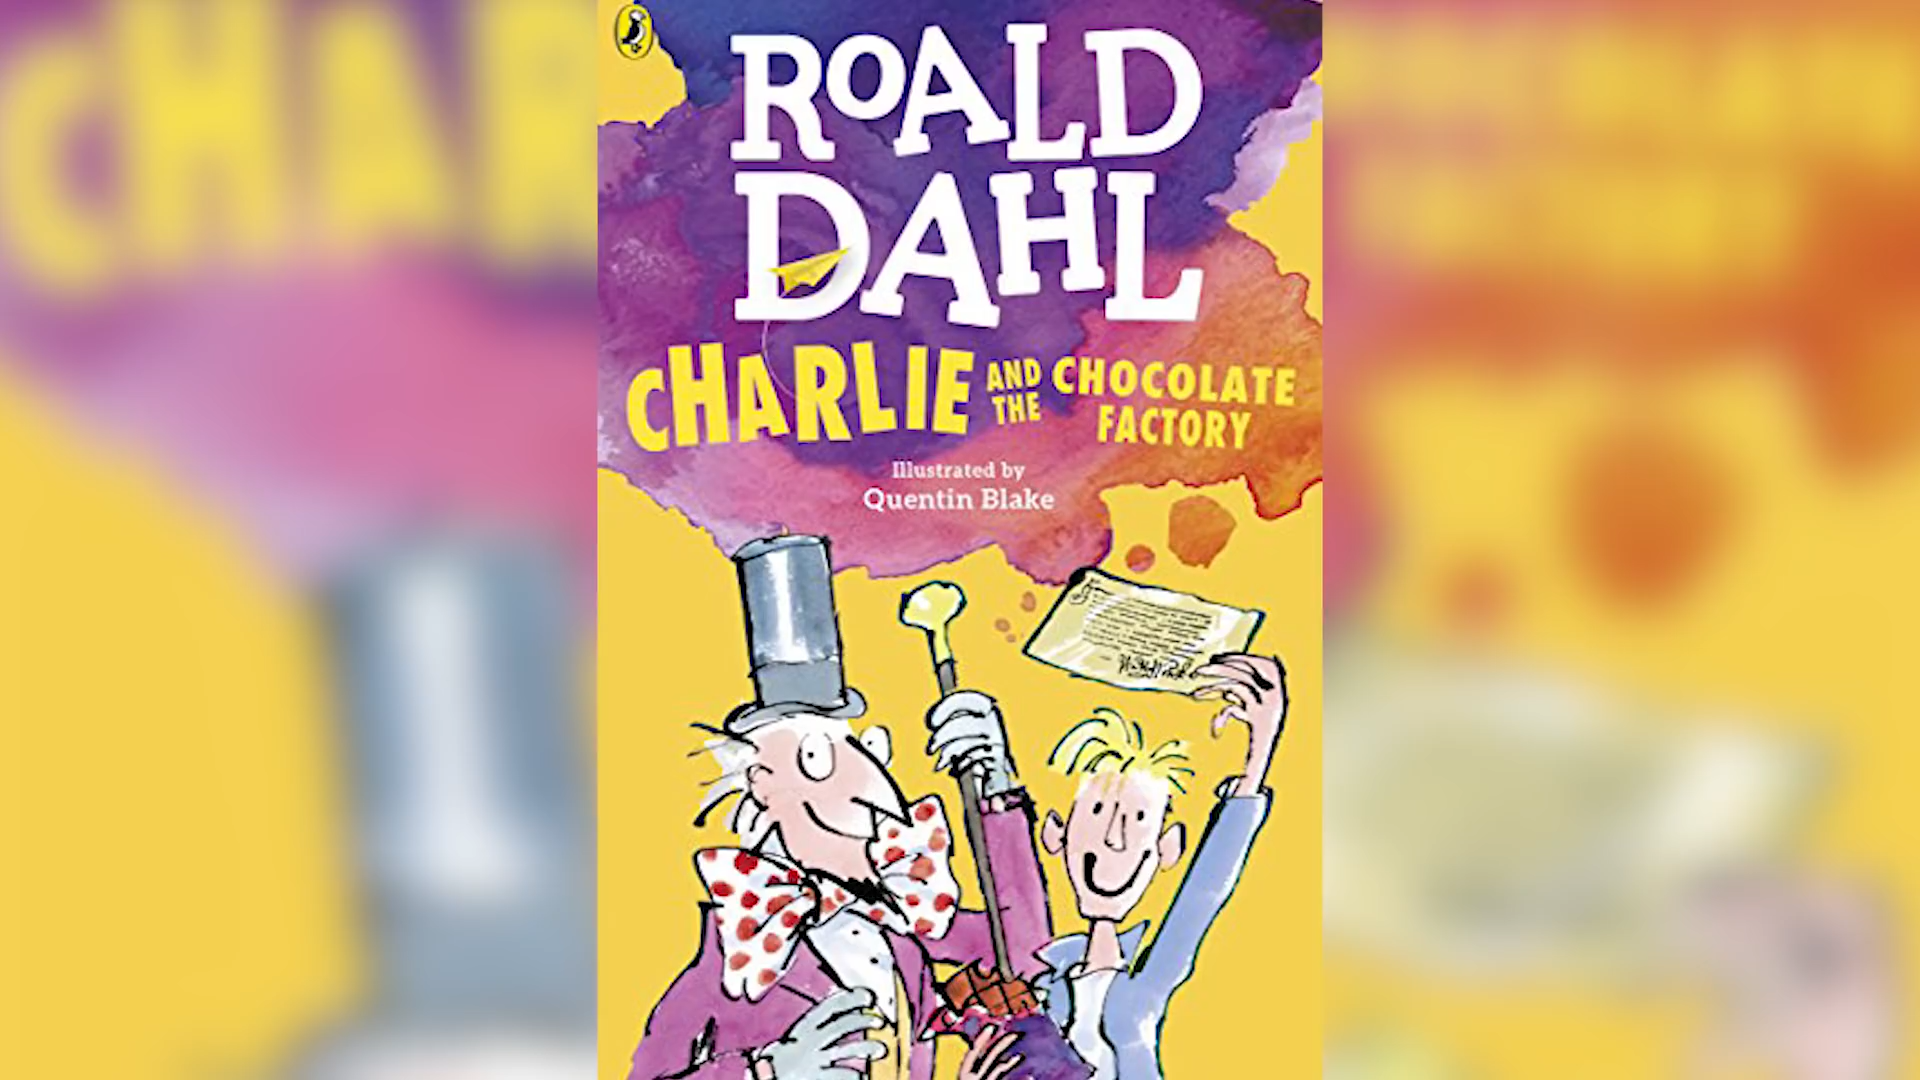 ROALD
DAHL
CHARLIE AND THE CHOCOLATE FACTORY
Illustrated by
Quentin Blake